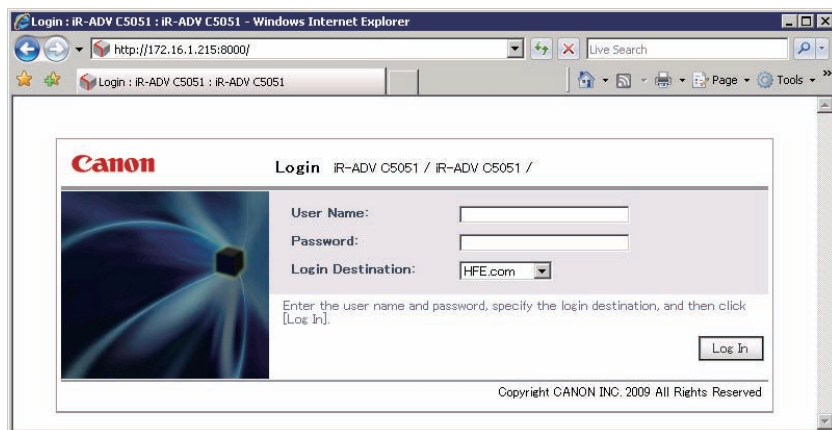 Login : iR-ADV C5051 : iR-ADV C5051 - Windows Internet Explorer
http://172.16.1.215:8000/
Live Search
Login : iR-ADV C5051 : iR-ADV C5051
Page
Tools
Canon
Login iR-ADV C5051 / iR-ADV C5051 /
User Name:
Password:
Login Destination: HFE.com
Enter the user name and password, specify the login destination, and then click
[Log In].
Log In
Copyright CANON INC. 2009 All Rights Reserved